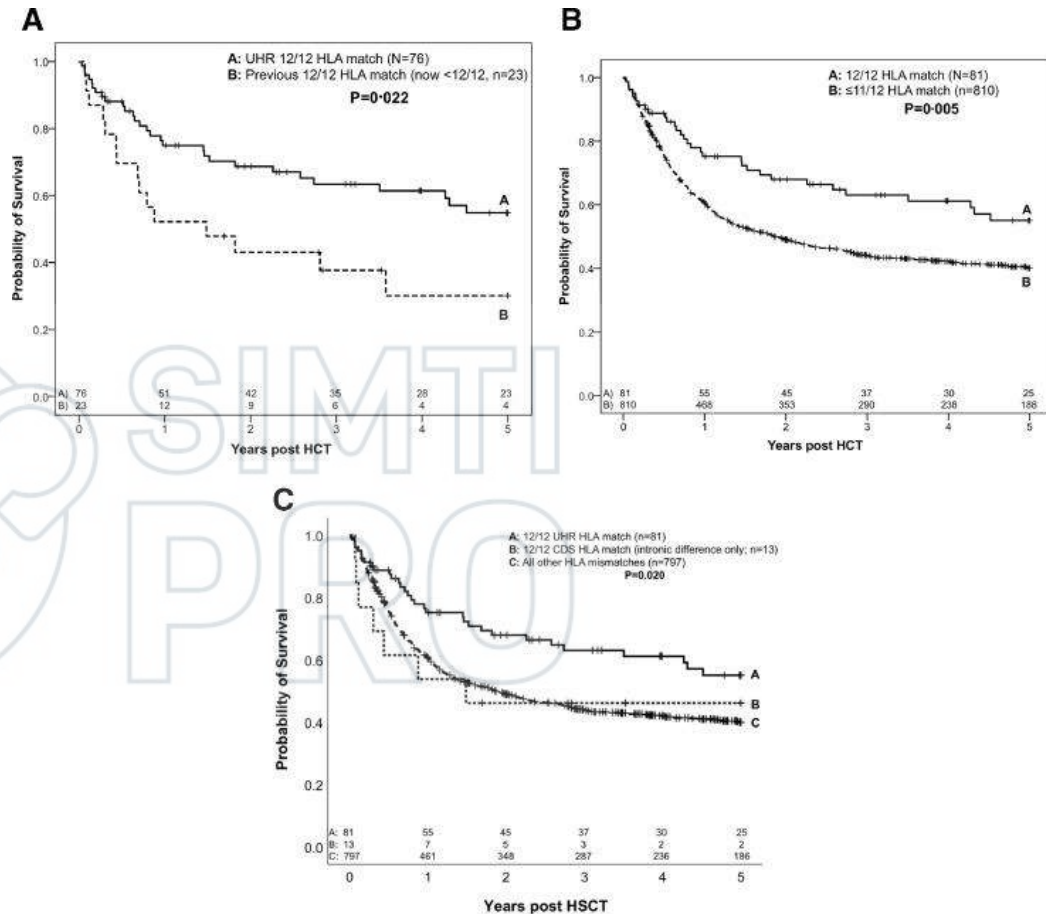 A
A: UHR 12/12 HLA match (N=76)
B: Previous 12/12 HLA match (now <12/12, n=23)
P=0·022
Probability of Survival
1.0
0.8
0.6
0.4
0.2
0.0
A
B
A) 76 51 42 35 28 23
B) 23 12 9 6 4 4
0 1 2 3 4 5
Years post HCT
B
A: 12/12 HLA match (N=81)
B: ≤11/12 HLA match (n=810)
P=0·005
Probability of Survival
1.0
0.8
0.6
0.4
0.2
0.0
A
B
A) 81 55 45 37 30 25
B) 810 468 353 290 238 188
0 1 2 3 4 5
Years post HCT
C
A: 12/12 UHR HLA match (n=81)
B: 12/12 CDS HLA match (intronic difference only; n=13)
C: All other HLA mismatches (n=797)
P=0.020
Probability of Survival
1.0
0.8
0.6
0.4
0.2
0.0
A
B
C
A: 81 55 45 37 30 25
B: 13 7 5 3 2 2
C: 797 461 348 287 236 186
0 1 2 3 4 5
Years post HSCT
SIMTI
PRO